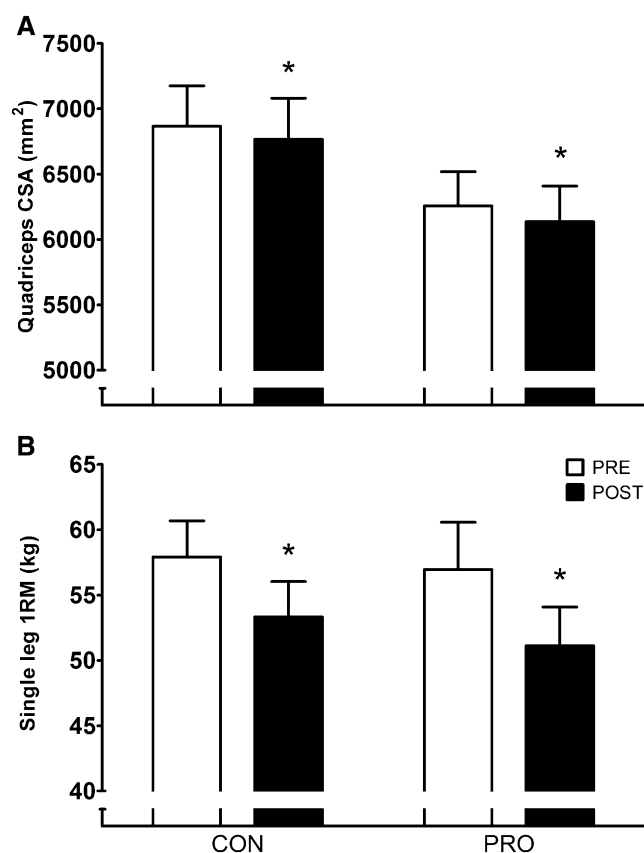 A
Quadriceps CSA (mm²)
7500
7000
6500
6000
5500
5000
*
*
B
Single leg 1RM (kg)
65
60
55
50
45
40
*
*
PRE
POST
CON PRO